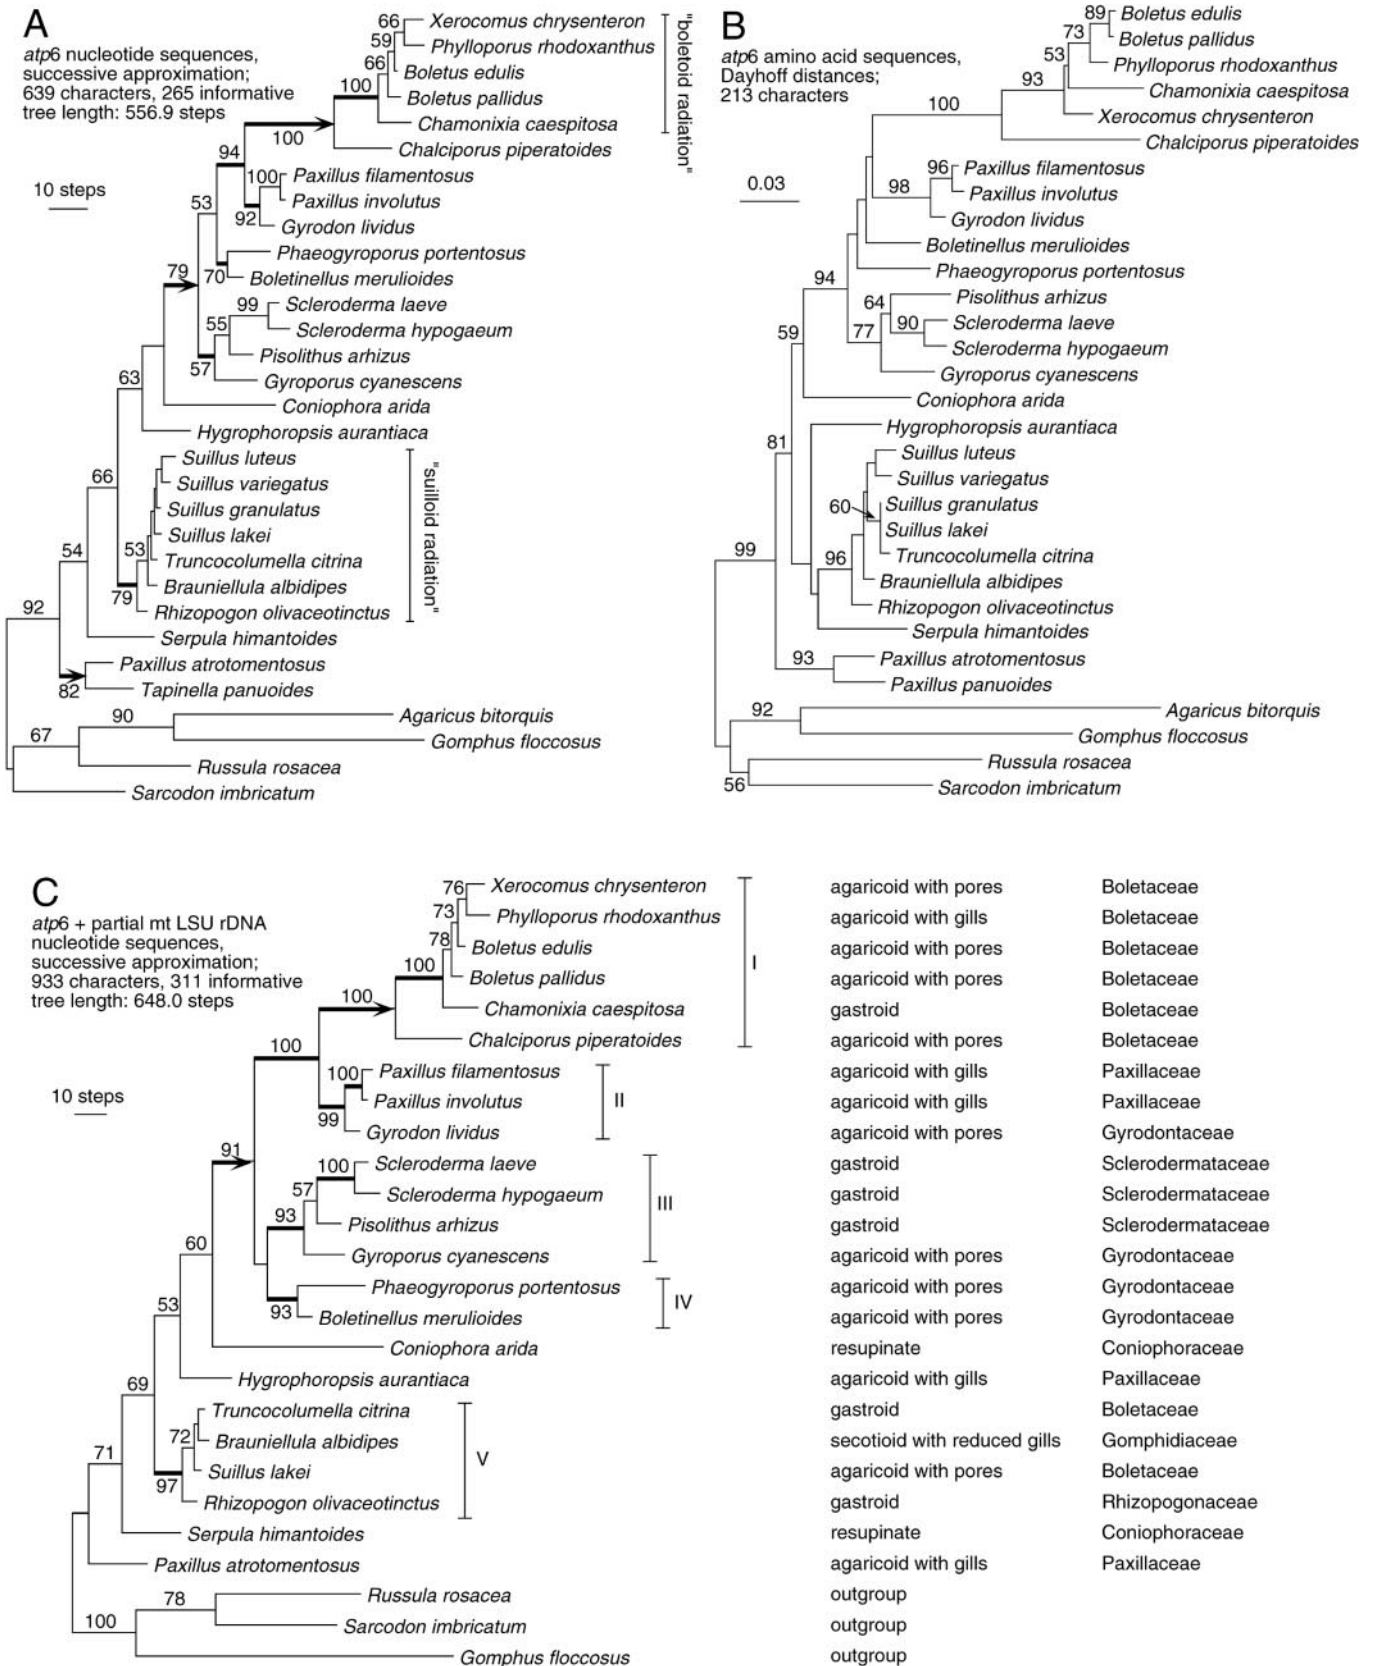 A
atp6 nucleotide sequences,
successive approximation;
639 characters, 265 informative
tree length: 556.9 steps
10 steps
66
Xerocomus chrysenteron
59
Phylloporus rhodoxanthus
66
Boletus edulis
100
Boletus pallidus
Chamonixia caespitosa
100
Chalciporus piperatoides
"boletoid radiation"
94
100
Paxillus filamentosus
Paxillus involutus
92
Gyrodon lividus
53
Phaeogyroporus portentosus
70
Boletinellus merulioides
79
99
Scleroderma laeve
55
Scleroderma hypogaeum
Pisolithus arhizus
57
Gyroporus cyanescens
63
Coniophora arida
Hygrophoropsis aurantiaca
66
Suillus luteus
Suillus variegatus
Suillus granulatus
Suillus lakei
53
Truncocolumella citrina
Brauniellula albidipes
79
Rhizopogon olivaceotinctus
"suilloid radiation"
54
Serpula himantoides
92
Paxillus atrotomentosus
82
Tapinella panuoides
90
Agaricus bitorquis
Gomphus floccosus
67
Russula rosacea
Sarcodon imbricatum
B
atp6 amino acid sequences,
Dayhoff distances;
213 characters
0.03
89
Boletus edulis
73
Boletus pallidus
53
Phylloporus rhodoxanthus
93
Chamonixia caespitosa
100
Xerocomus chrysenteron
Chalciporus piperatoides
96
Paxillus filamentosus
98
Paxillus involutus
Gyrodon lividus
Boletinellus merulioides
Phaeogyroporus portentosus
94
64
Pisolithus arhizus
90
Scleroderma laeve
77
Scleroderma hypogaeum
Gyroporus cyanescens
59
Coniophora arida
81
Hygrophoropsis aurantiaca
Suillus luteus
Suillus variegatus
60
Suillus granulatus
Suillus lakei
96
Truncocolumella citrina
Brauniellula albidipes
Rhizopogon olivaceotinctus
Serpula himantoides
99
93
Paxillus atrotomentosus
Paxillus panuoides
92
Agaricus bitorquis
Gomphus floccosus
Russula rosacea
56
Sarcodon imbricatum
C
atp6 + partial mt LSU rDNA
nucleotide sequences,
successive approximation;
933 characters, 311 informative
tree length: 648.0 steps
10 steps
76
Xerocomus chrysenteron agaricoid with pores Boletaceae
73
Phylloporus rhodoxanthus agaricoid with gills Boletaceae
78
Boletus edulis agaricoid with pores Boletaceae
100
I
Boletus pallidus agaricoid with pores Boletaceae
100
Chamonixia caespitosa gastroid Boletaceae
Chalciporus piperatoides agaricoid with pores Boletaceae
100
100
Paxillus filamentosus agaricoid with gills Paxillaceae
II
Paxillus involutus agaricoid with gills Paxillaceae
99
Gyrodon lividus agaricoid with pores Gyrodontaceae
91
100
Scleroderma laeve gastroid Sclerodermataceae
57
Scleroderma hypogaeum gastroid Sclerodermataceae
III
93
Pisolithus arhizus gastroid Sclerodermataceae
Gyroporus cyanescens agaricoid with pores Gyrodontaceae
60
Phaeogyroporus portentosus agaricoid with pores Gyrodontaceae
IV
93
Boletinellus merulioides agaricoid with pores Gyrodontaceae
53
Coniophora arida resupinate Coniophoraceae
Hygrophoropsis aurantiaca agaricoid with gills Paxillaceae
69
Truncocolumella citrina gastroid Boletaceae
72
Brauniellula albidipes secotioid with reduced gills Gomphidiaceae
V
Suillus lakei agaricoid with pores Boletaceae
97
Rhizopogon olivaceotinctus gastroid Rhizopogonaceae
71
Serpula himantoides resupinate Coniophoraceae
Paxillus atrotomentosus agaricoid with gills Paxillaceae
78
Russula rosacea outgroup
100
Sarcodon imbricatum outgroup
Gomphus floccosus outgroup